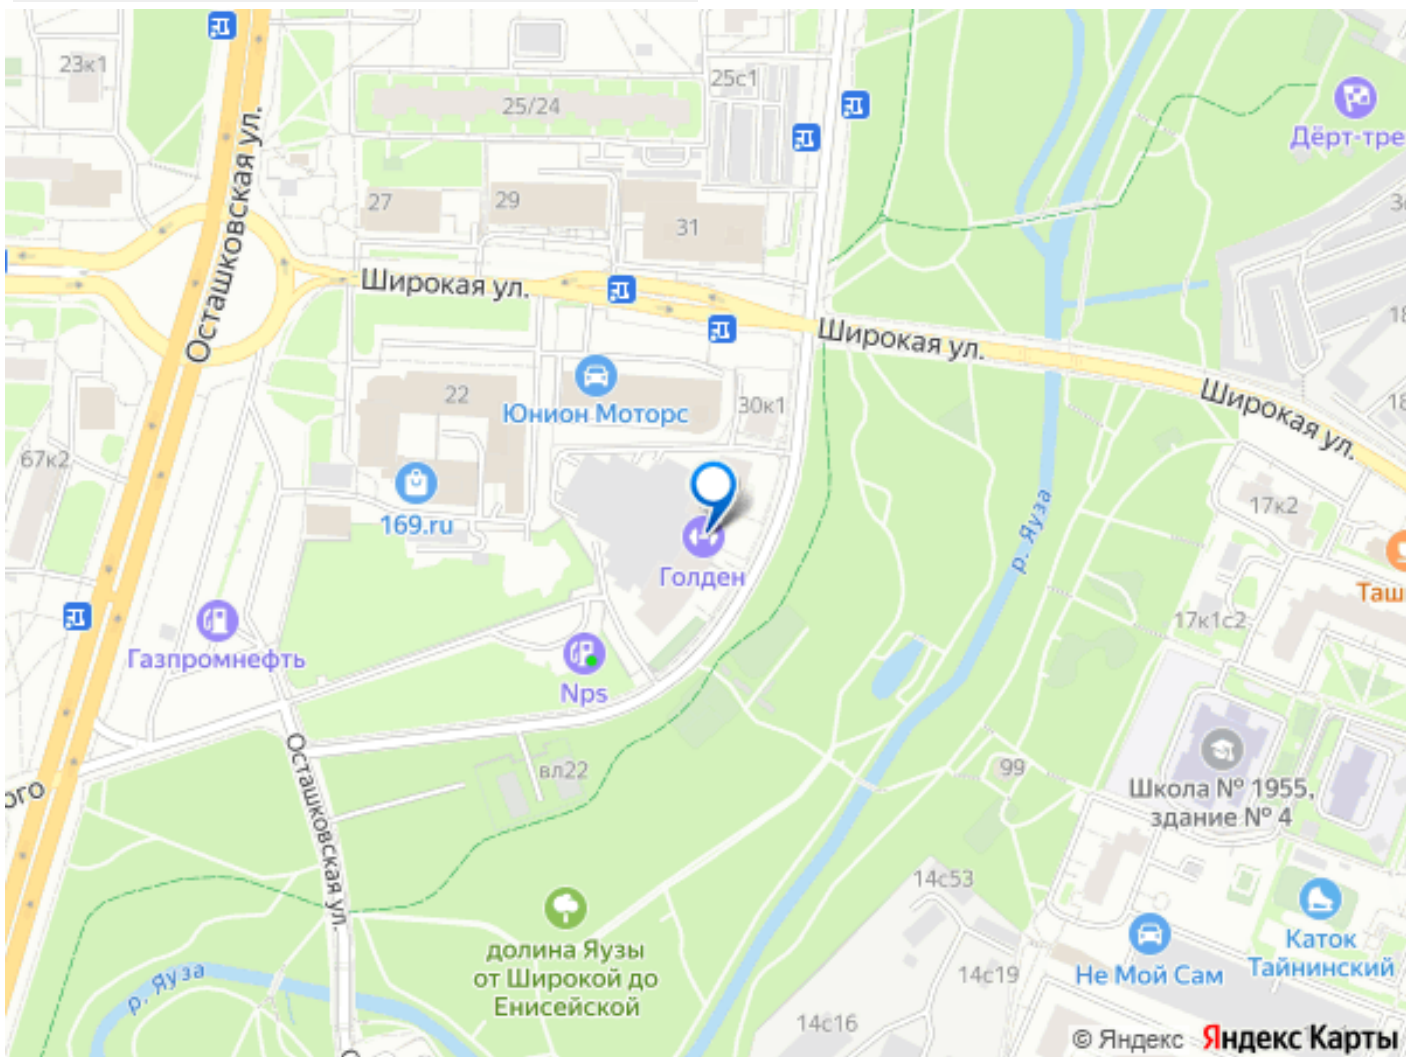 23к1
25с1
25/24
Дёрт-тре
Осташковская ул.
27
29
31
Широкая ул.
Широкая ул.
Широкая ул.
18
18
22
Юнион Моторс
30к1
67к2
169.ru
17к2
р. Яуза
Голден
Таш
17к1с2
Газпромнефть
Nps
Осташковская ул.
вл22
99
ого
Школа № 1955,
здание № 4
14с53
долина Яузы
от Широкой до
Енисейской
Каток
Тайнинский
Не Мой Сам
14с19
р. Яуза
14с16
© Яндекс
Яндекс Карты